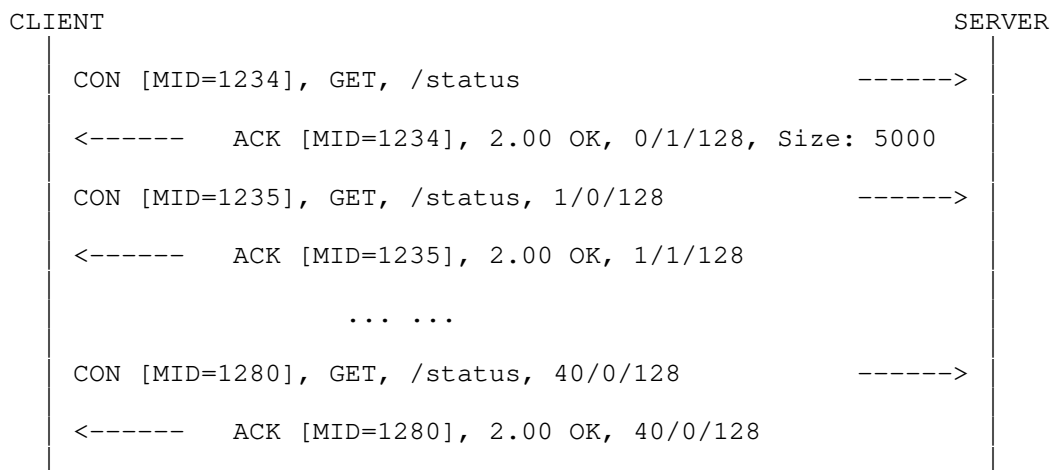 CLIENT SERVER
CON [MID=1234], GET, /status ------>
<------ ACK [MID=1234], 2.00 OK, 0/1/128, Size: 5000
CON [MID=1235], GET, /status, 1/0/128 ------>
<------ ACK [MID=1235], 2.00 OK, 1/1/128
... ...
CON [MID=1280], GET, /status, 40/0/128 ------>
<------ ACK [MID=1280], 2.00 OK, 40/0/128